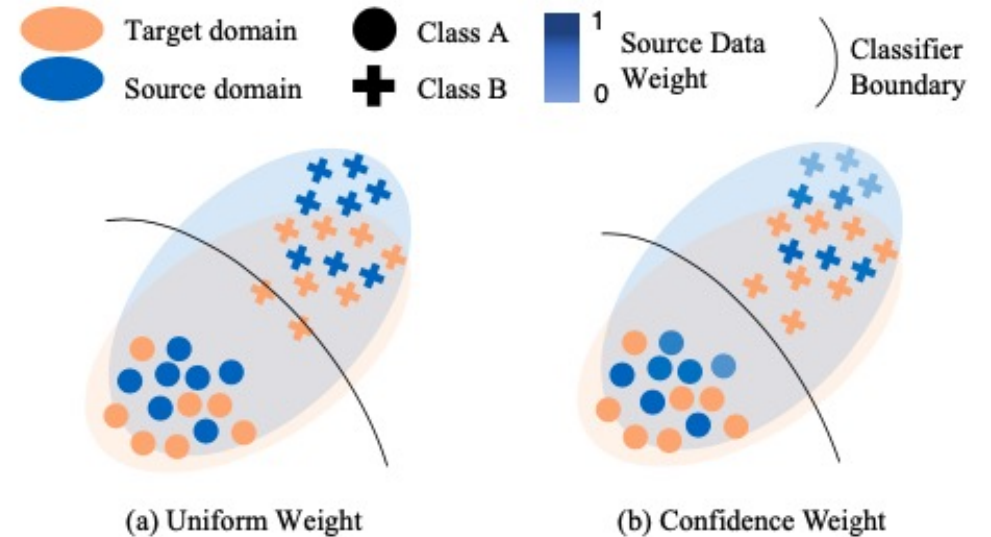 Target domain
Source domain
Class A
Class B
1
0
Source Data
Weight
Classifier
Boundary
(a) Uniform Weight
(b) Confidence Weight